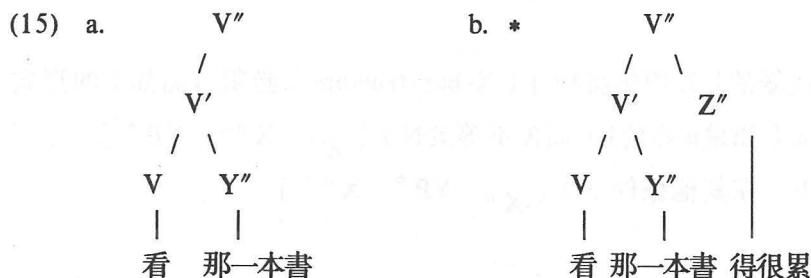 (15) a. V″ b. * V″
V′ V′ Z″
V Y″ V Y″
看 那一本書 看 那一本書 得很累